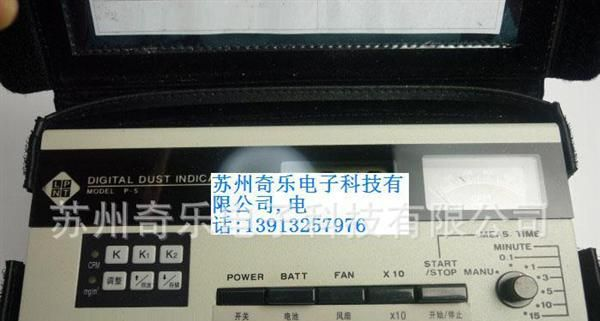 LP
NT
DIGITAL DUST INDICA
MODEL P-5
苏州奇乐电子科技有
限公司,电
话:13913257976
苏州奇乐电子科技有限公司
MEAS. TIME
MINUTE
0.1
1
3
5
15
MANU
CPM
K
K₁
K₂
mg/m³
调整
POWER
BATT
FAN
X 10
START
/STOP
开关
电池
风扇
x10
开始/停止